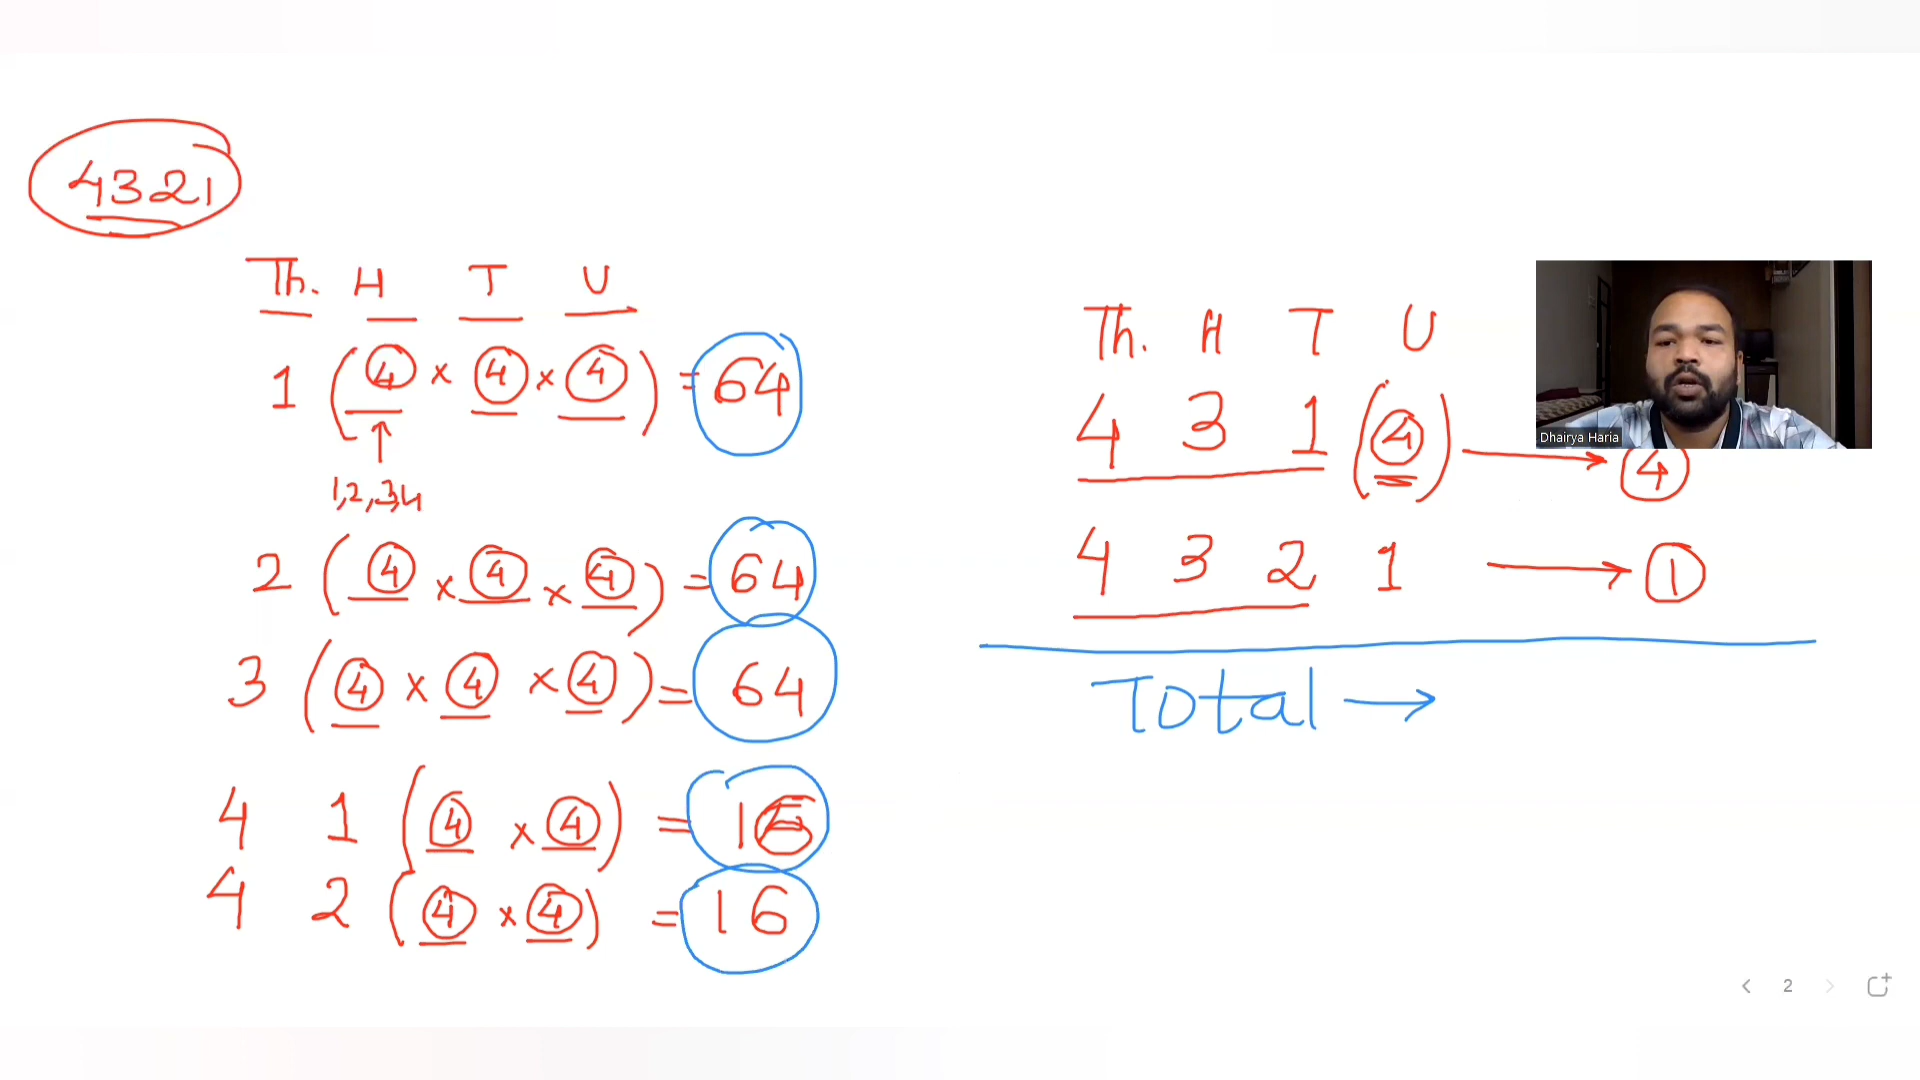 4321
Th. H T U
1 (4 x 4 x 4) = 64
1,2,3,4
2 (4 x 4 x 4) = 64
3 (4 x 4 x 4) = 64
4 1 (4 x 4) = 16
4 2 (4 x 4) = 16
Th. H T U
4 3 1 (4) → 4
4 3 2 1 → 1
Total →
Dhairya Haria
2